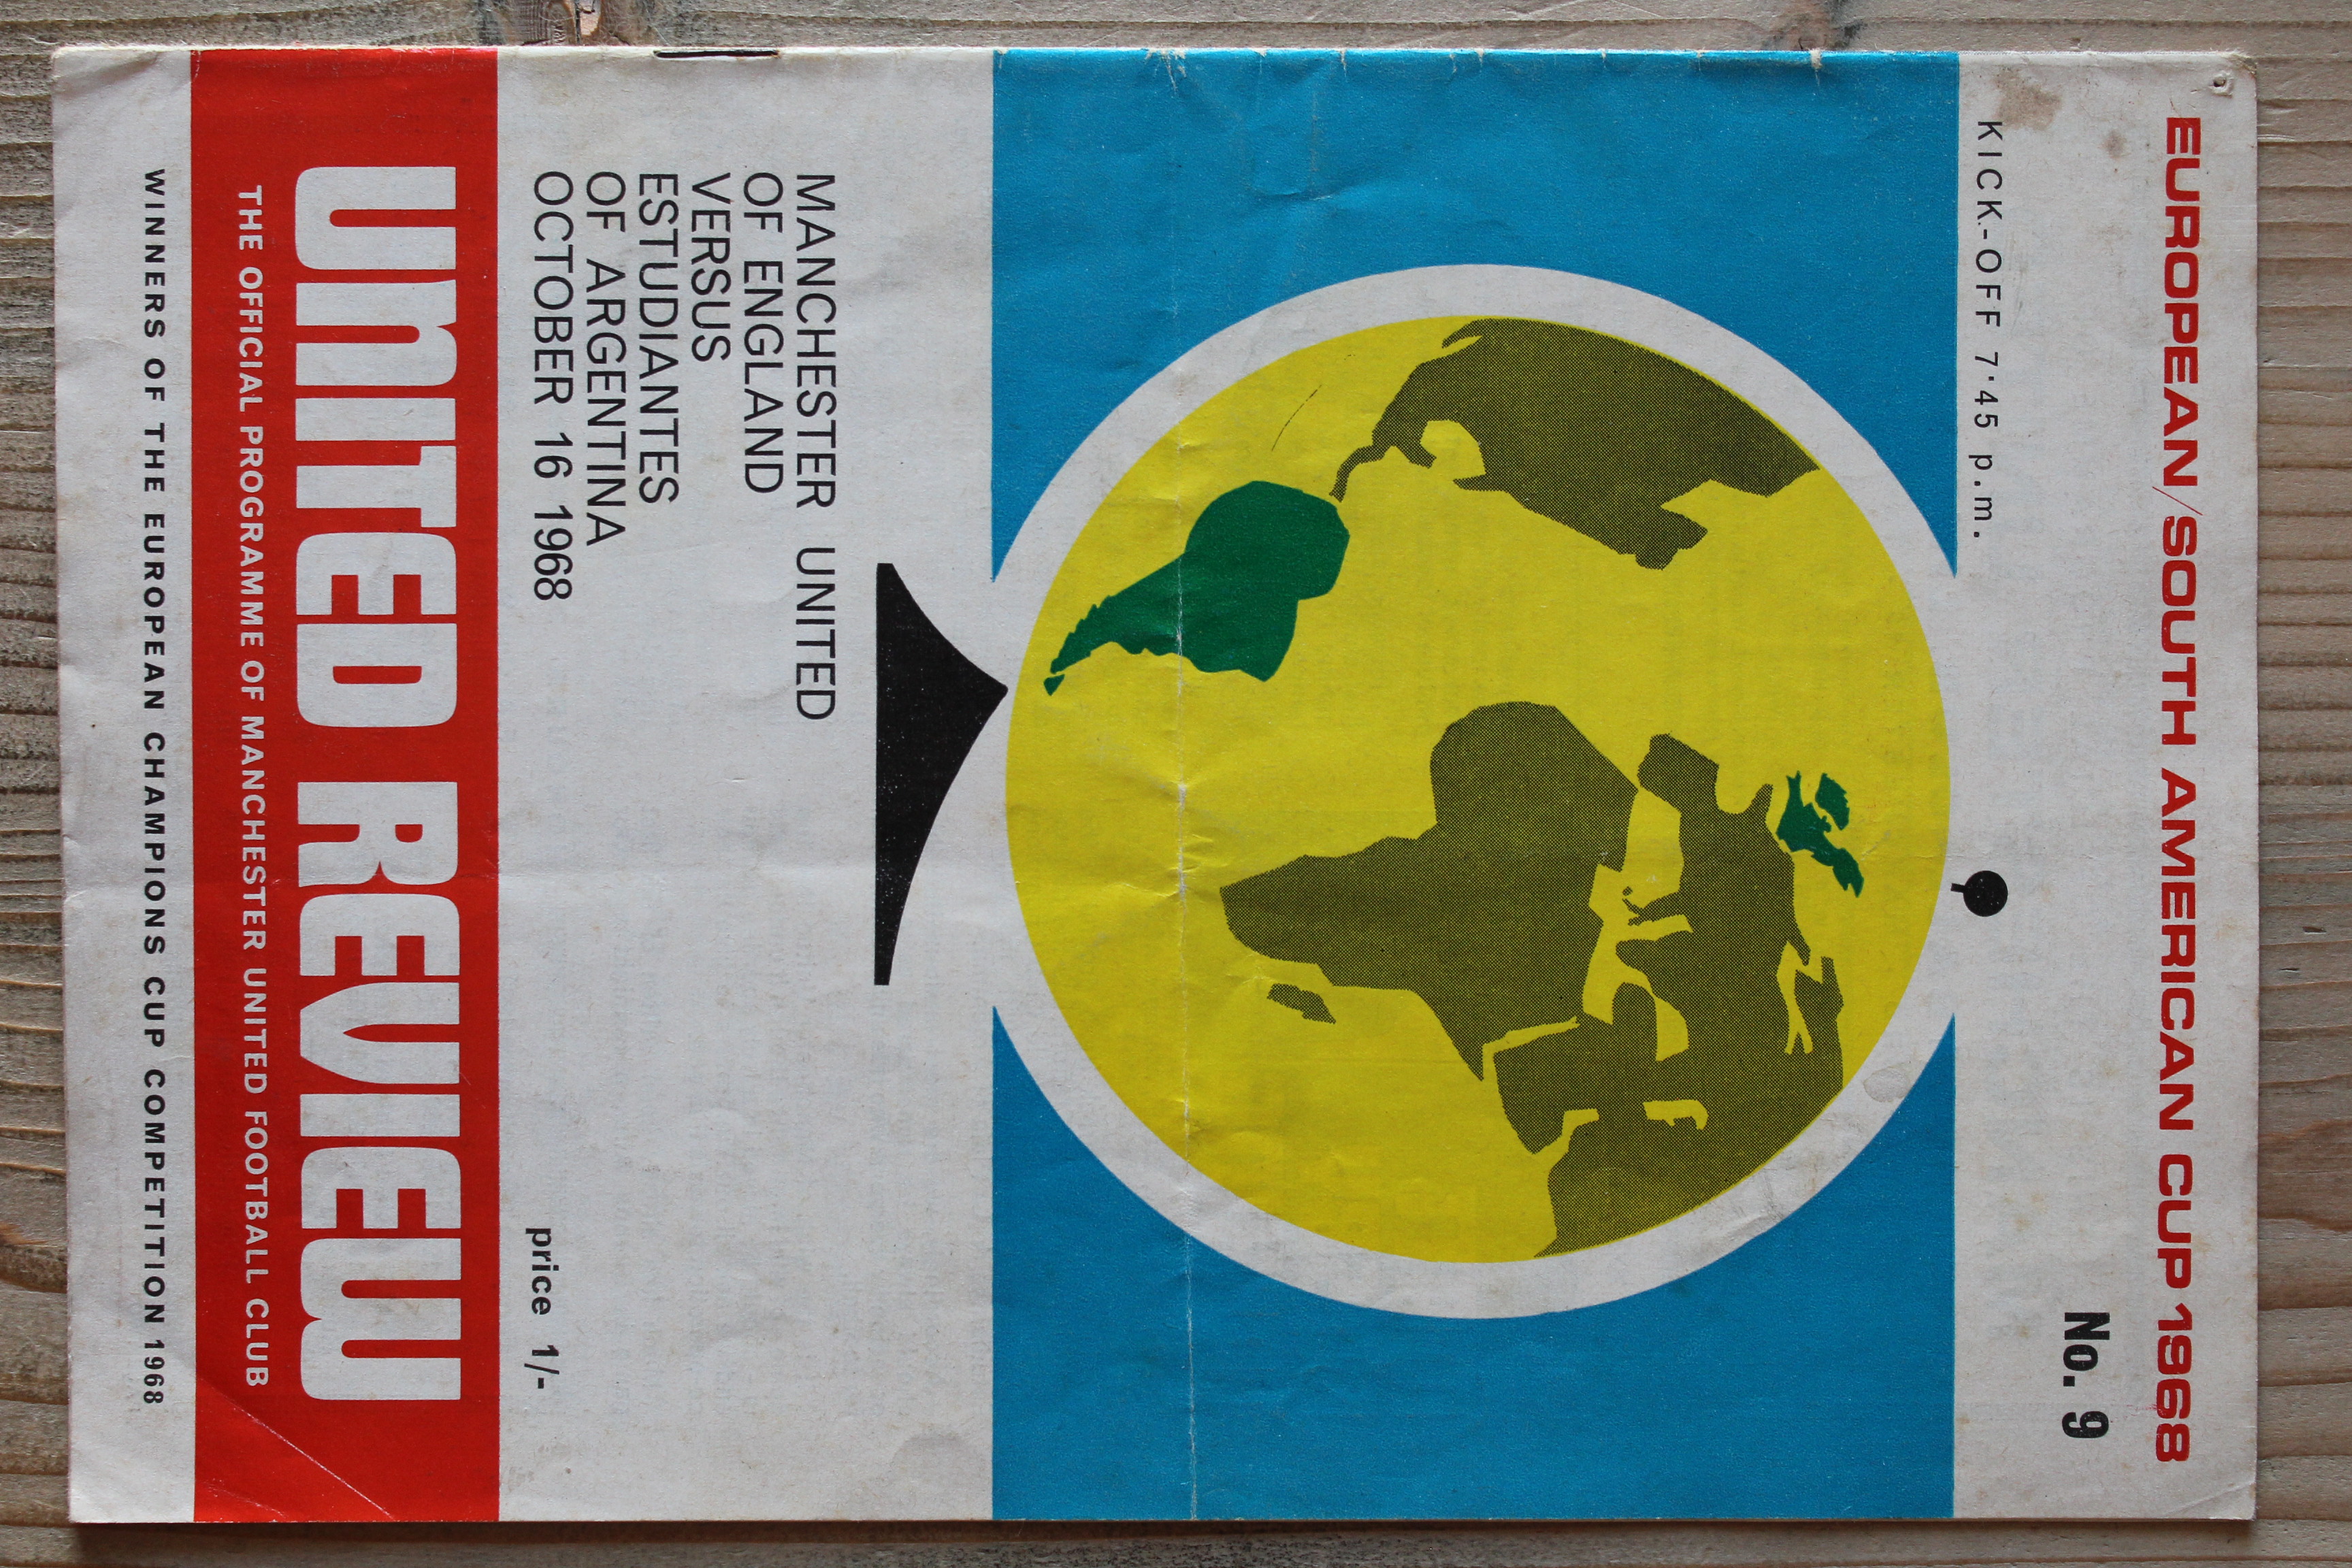 EUROPEAN/SOUTH AMERICAN CUP 1968
No. 9
KICK-OFF 7·45 p.m.
MANCHESTER UNITED
OF ENGLAND
VERSUS
ESTUDIANTES
OF ARGENTINA
OCTOBER 16 1968
price 1/-
UNITED REVIEW
THE OFFICIAL PROGRAMME OF MANCHESTER UNITED FOOTBALL CLUB
WINNERS OF THE EUROPEAN CHAMPIONS CUP COMPETITION 1968